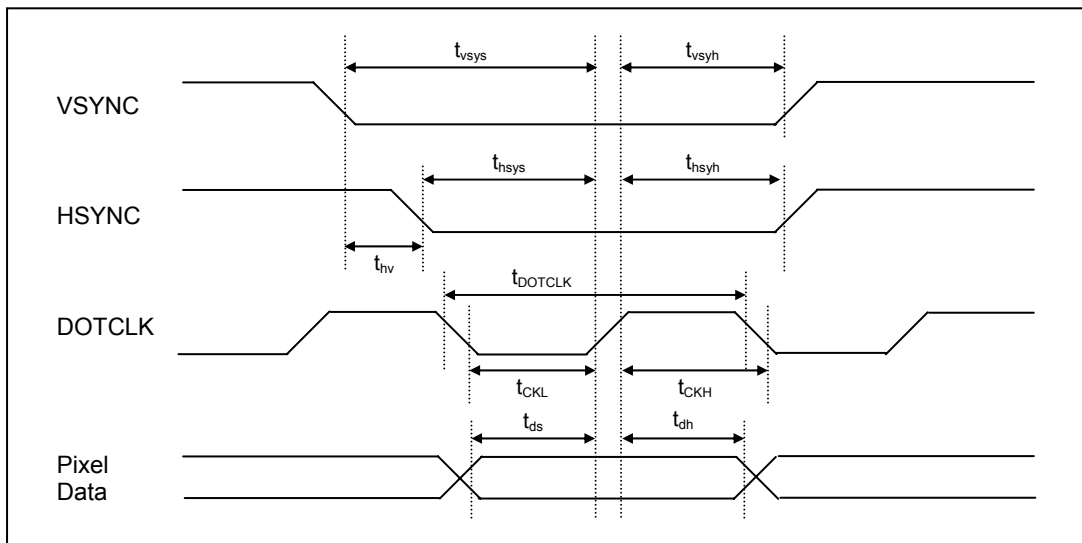 t_vsys t_vsyh
VSYNC
t_hsys t_hsyh
HSYNC
t_hv
t_DOTCLK
DOTCLK
t_CKL t_CKH
t_ds t_dh
Pixel
Data